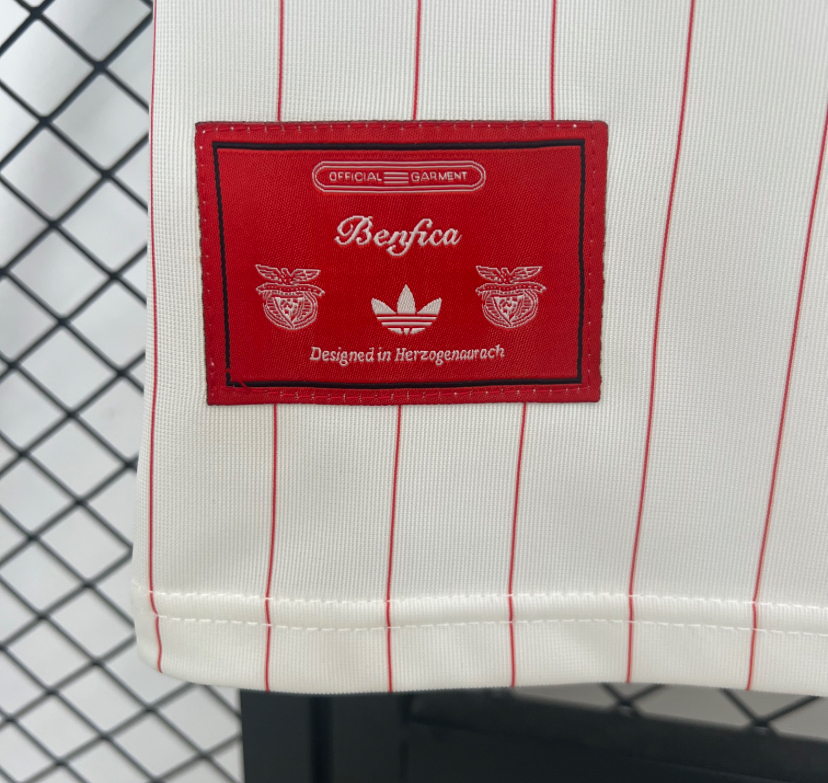 OFFICIAL GARMENT
Benfica
Designed in Herzogenaurach